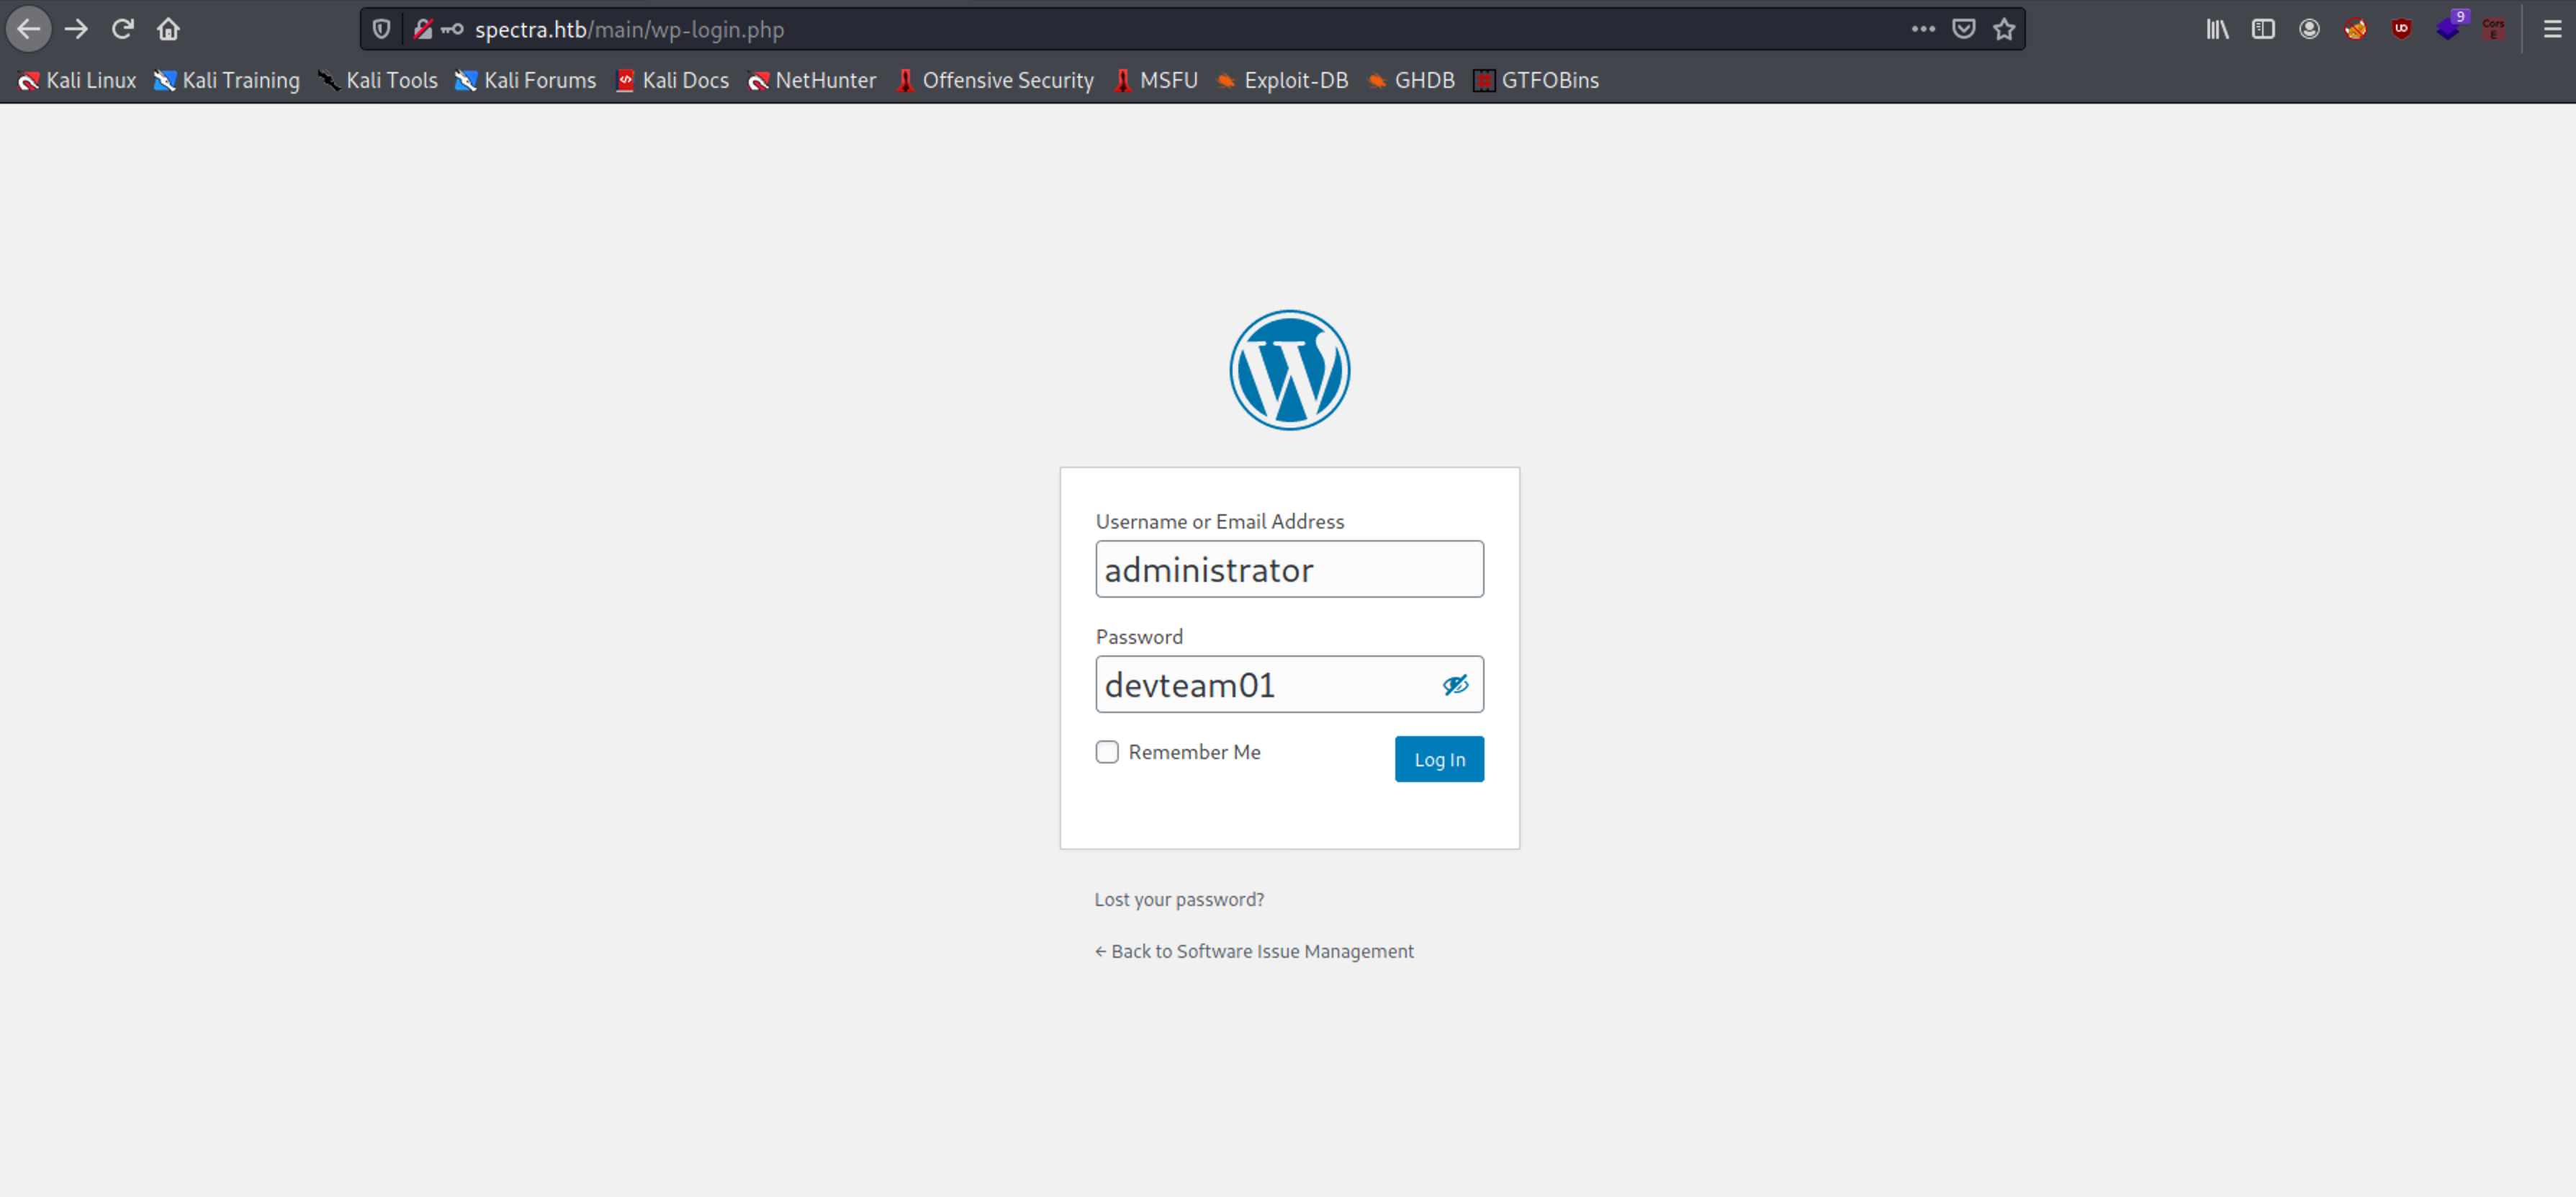 spectra.htb/main/wp-login.php
9
Cors
E
Kali Linux Kali Training Kali Tools Kali Forums Kali Docs NetHunter Offensive Security MSFU Exploit-DB GHDB GTFOBins
Username or Email Address
administrator
Password
devteam01
Remember Me
Log In
Lost your password?
← Back to Software Issue Management